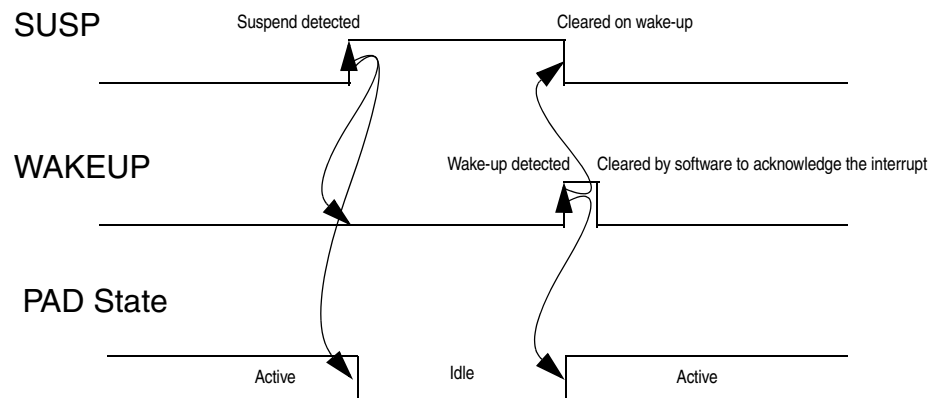 SUSP
Suspend detected
Cleared on wake-up
WAKEUP
Wake-up detected
Cleared by software to acknowledge the interrupt
PAD State
Active
Idle
Active